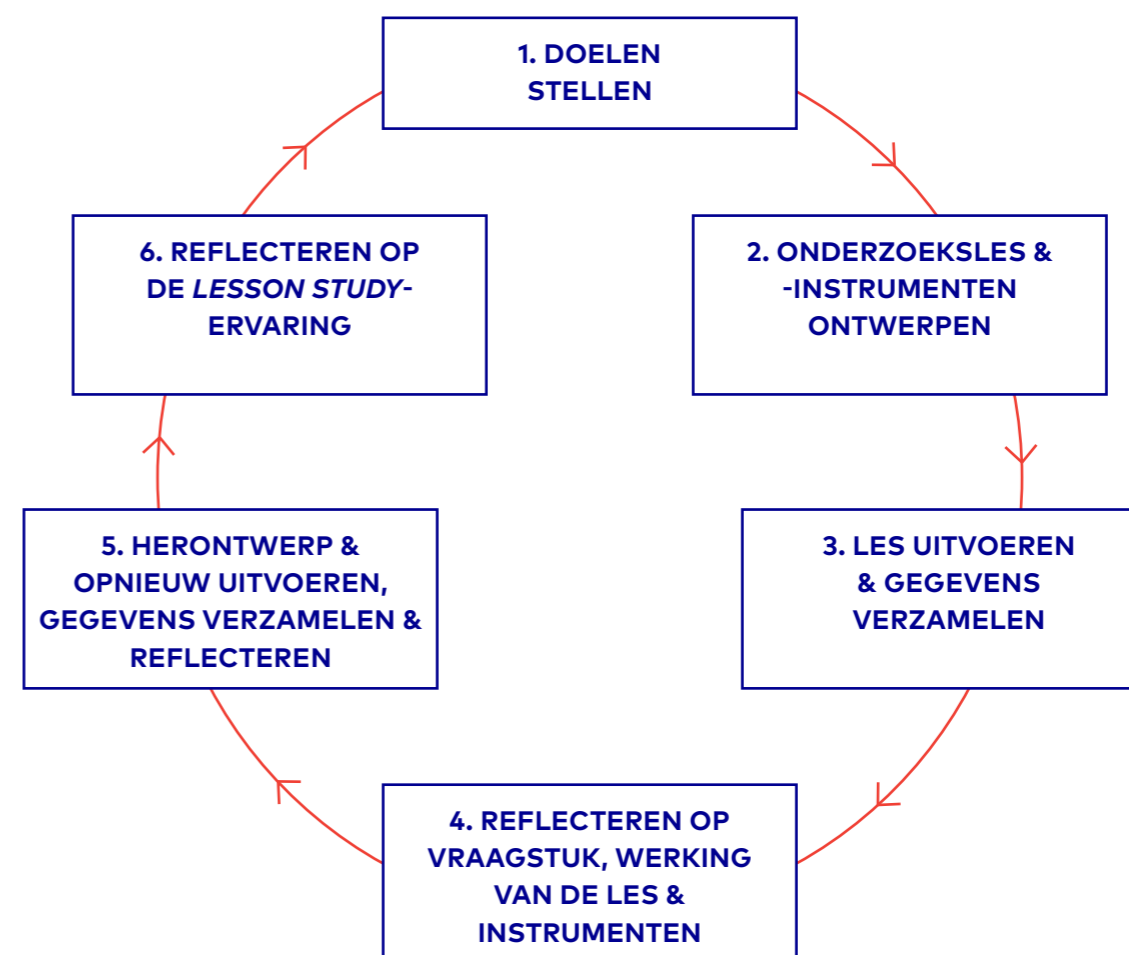 1. DOELEN
STELLEN
2. ONDERZOEKSLES &
-INSTRUMENTEN
ONTWERPEN
3. LES UITVOEREN
& GEGEVENS
VERZAMELEN
4. REFLECTEREN OP
VRAAGSTUK, WERKING
VAN DE LES &
INSTRUMENTEN
5. HERONTWERP &
OPNIEUW UITVOEREN,
GEGEVENS VERZAMELEN &
REFLECTEREN
6. REFLECTEREN OP
DE LESSON STUDY-
ERVARING